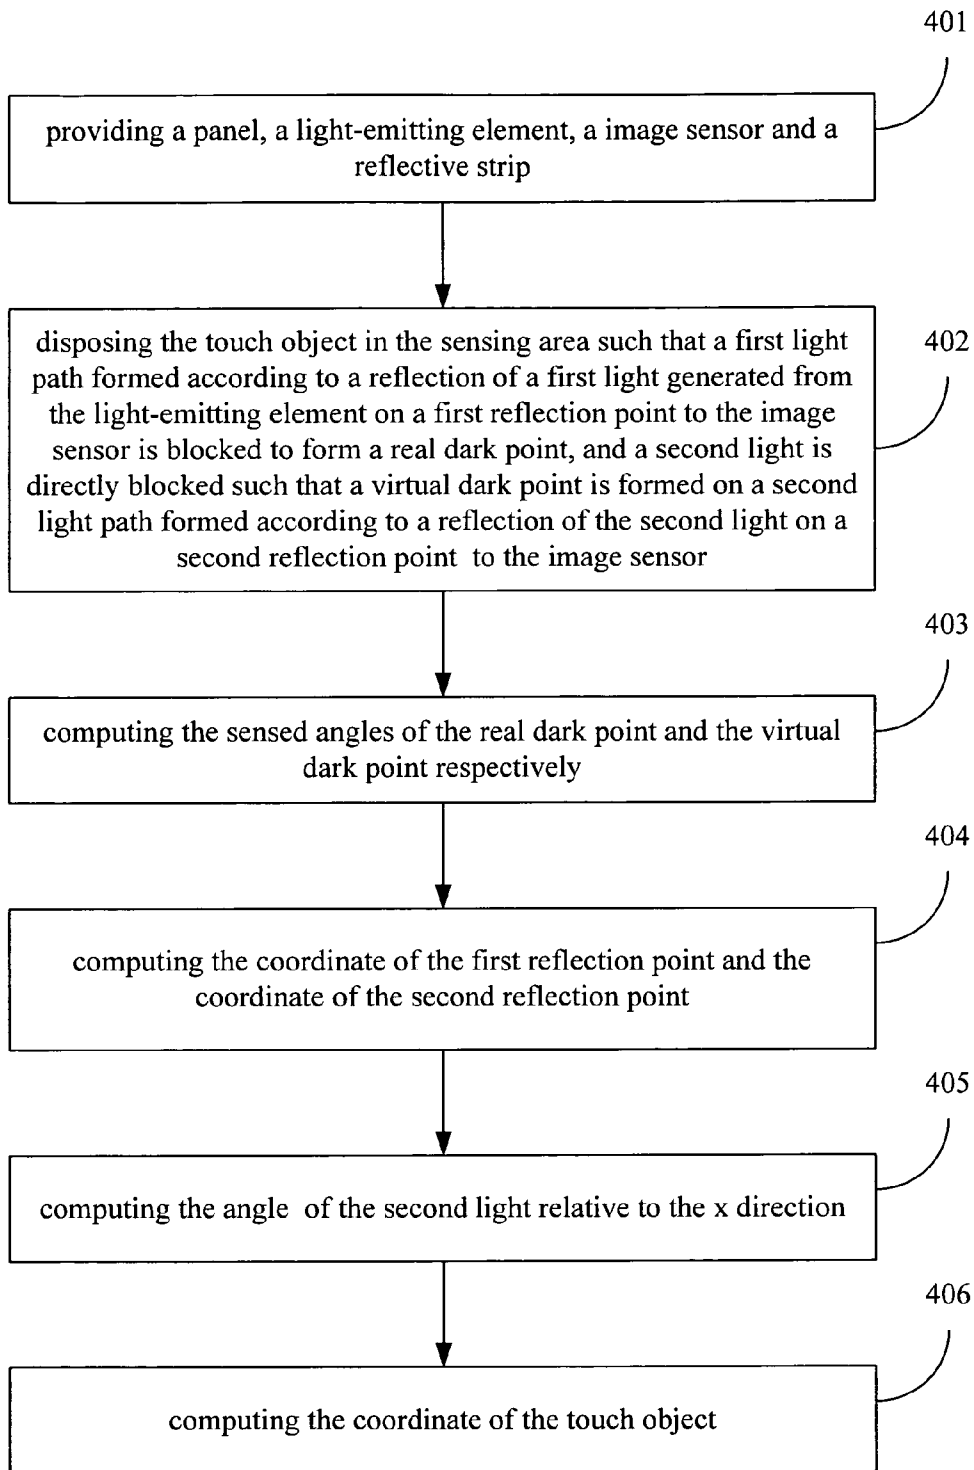 401
providing a panel, a light-emitting element, a image sensor and a
reflective strip
402
disposing the touch object in the sensing area such that a first light
path formed according to a reflection of a first light generated from
the light-emitting element on a first reflection point to the image
sensor is blocked to form a real dark point, and a second light is
directly blocked such that a virtual dark point is formed on a second
light path formed according to a reflection of the second light on a
second reflection point to the image sensor
403
computing the sensed angles of the real dark point and the virtual
dark point respectively
404
computing the coordinate of the first reflection point and the
coordinate of the second reflection point
405
computing the angle of the second light relative to the x direction
406
computing the coordinate of the touch object